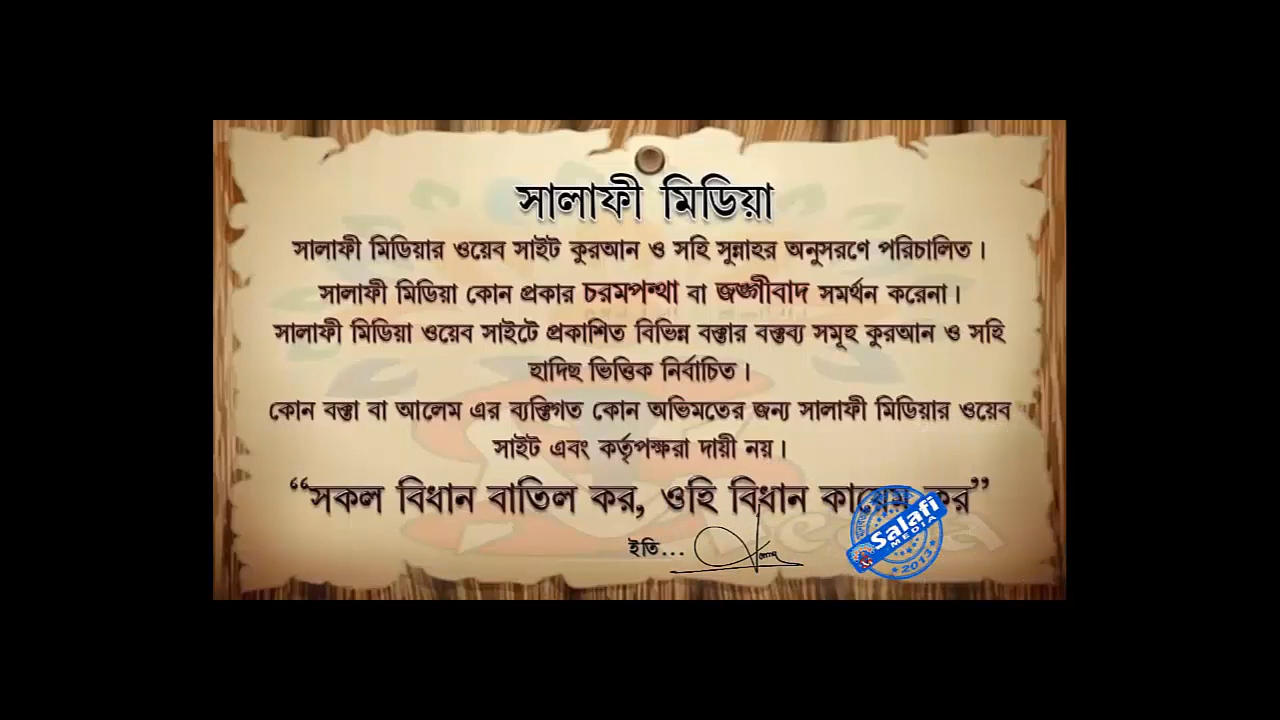 সালাফী মিডিয়া
সালাফী মিডিয়ার ওয়েব সাইট কুরআন ও সহি সুন্নাহর অনুসরণে পরিচালিত।
সালাফী মিডিয়া কোন প্রকার চরমপন্থা বা জঙ্গীবাদ সমর্থন করেনা।
সালাফী মিডিয়া ওয়েব সাইটে প্রকাশিত বিভিন্ন বক্তার বক্তব্য সমূহ কুরআন ও সহি
হাদিছ ভিত্তিক নির্বাচিত।
কোন বক্তা বা আলেম এর ব্যক্তিগত কোন অভিমতের জন্য সালাফী মিডিয়ার ওয়েব
সাইট এবং কর্তৃপক্ষরা দায়ী নয়।
“সকল বিধান বাতিল কর, ওহি বিধান কায়েম কর”
ইতি...
Salafi
MEDIA
2013